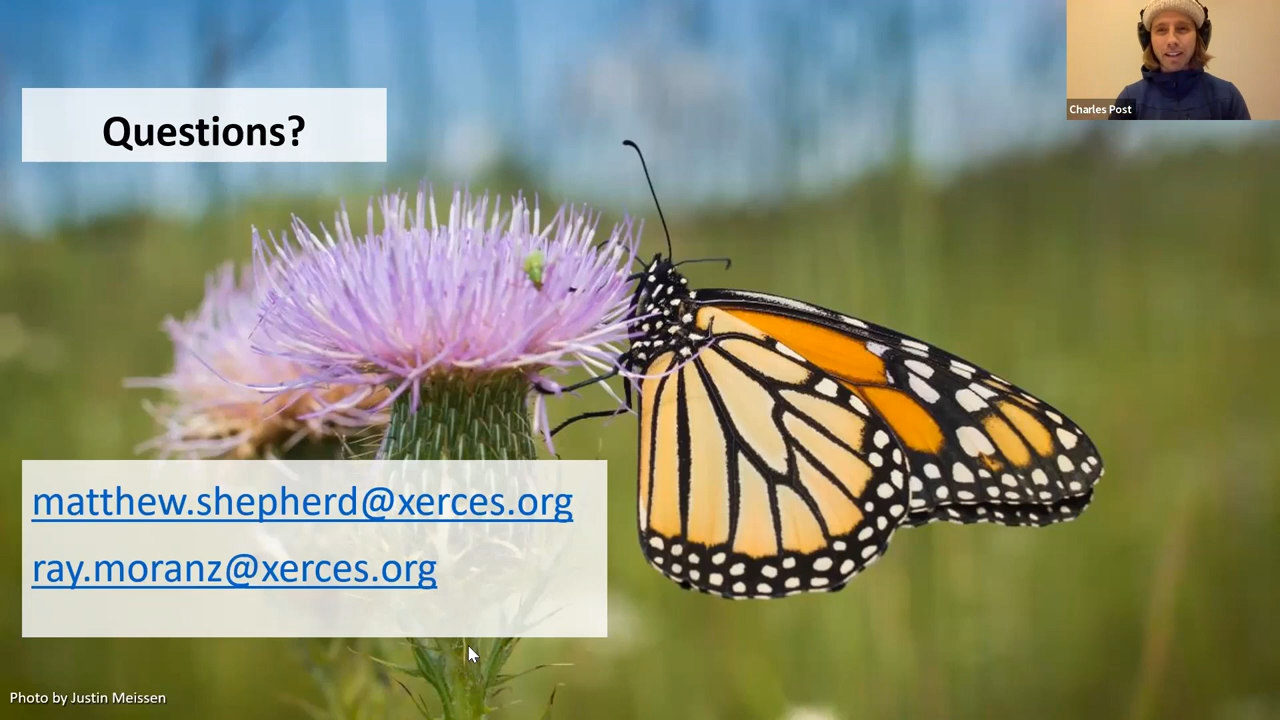 Charles Post
Questions?
matthew.shepherd@xerces.org
ray.moranz@xerces.org
Photo by Justin Meissen